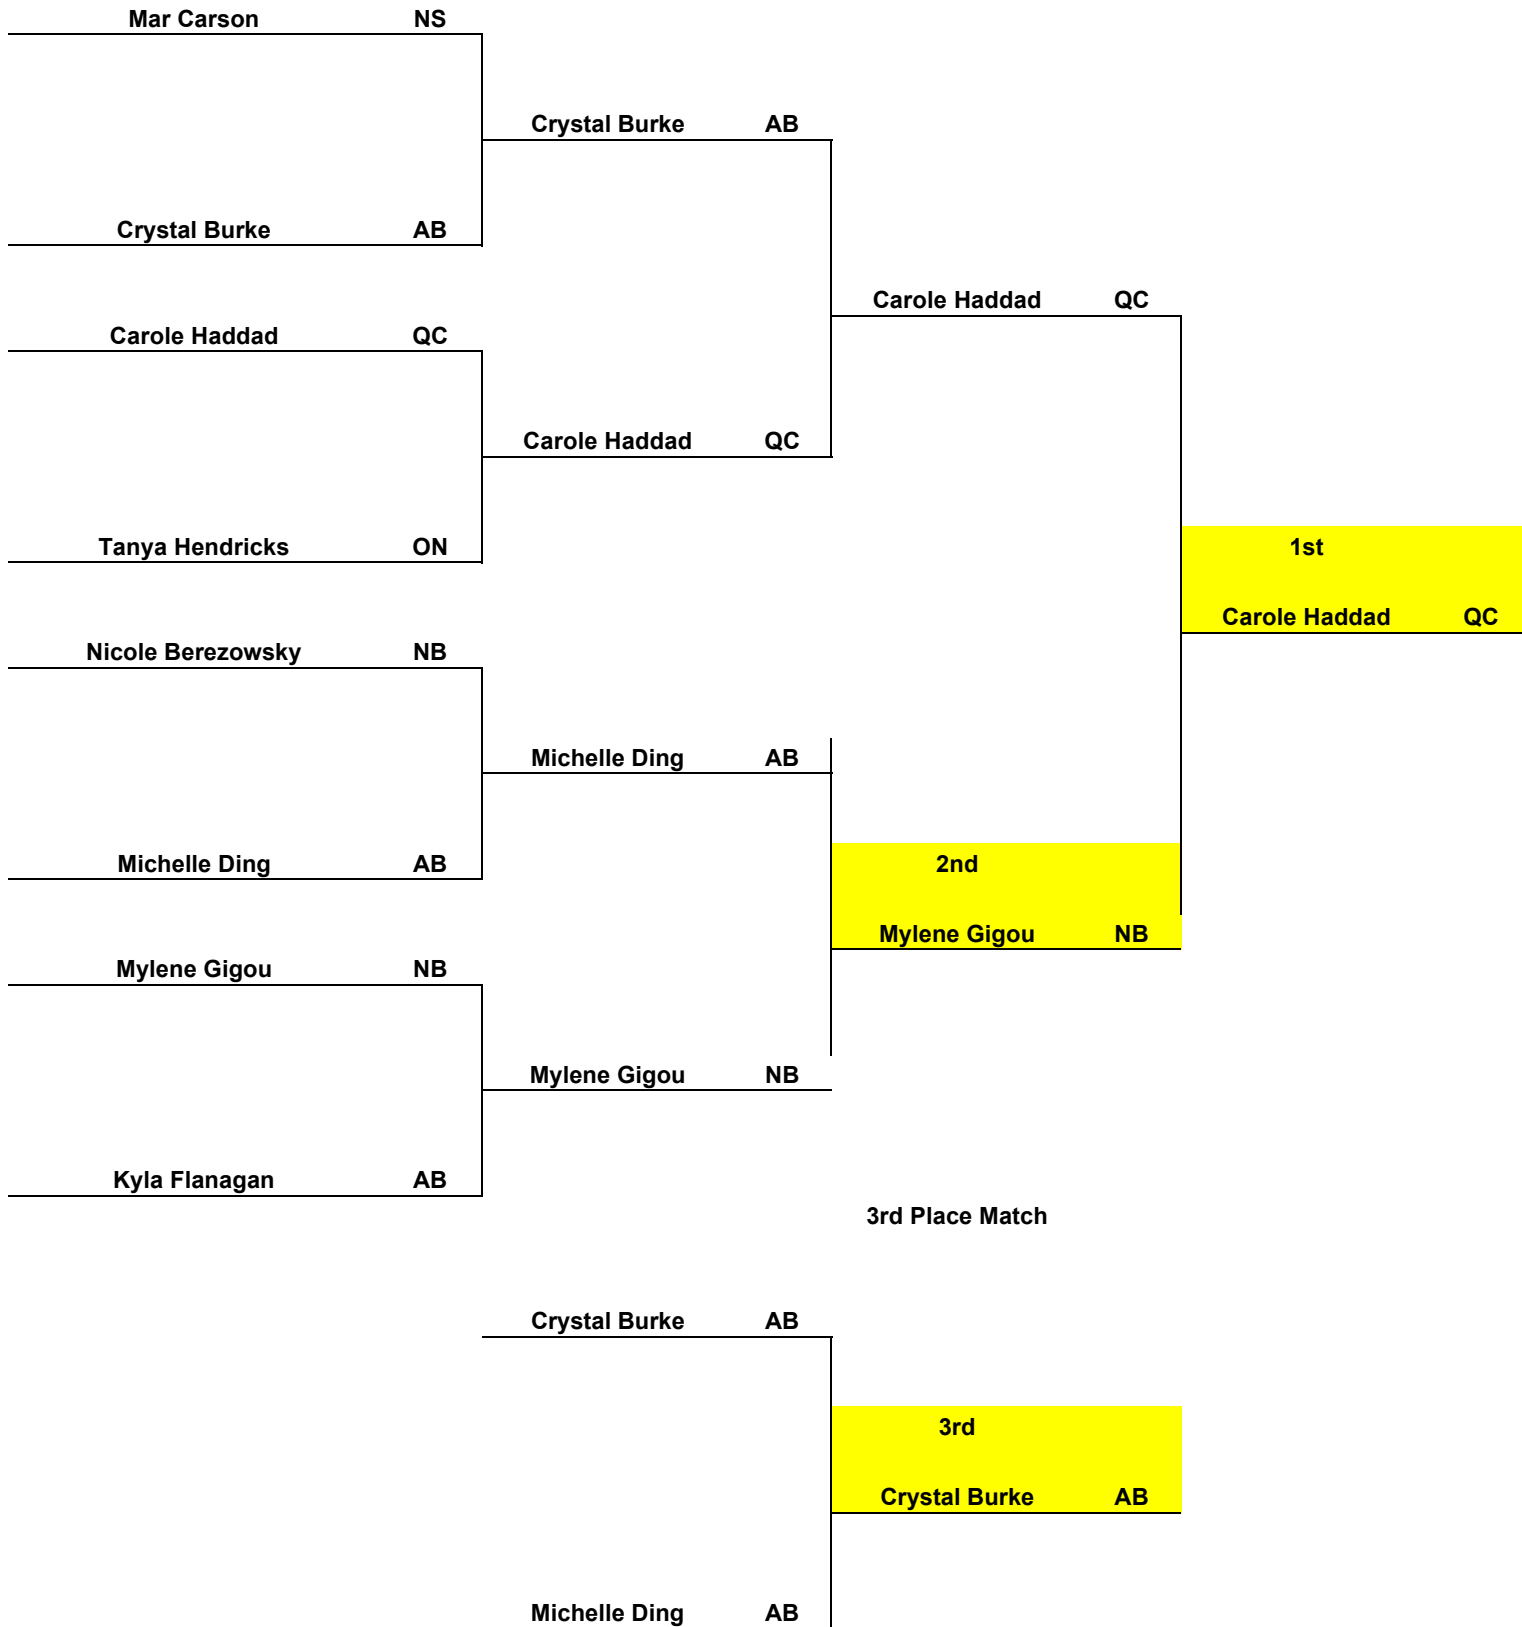 Mar Carson NS
Crystal Burke AB
Crystal Burke AB
Carole Haddad QC
Carole Haddad QC
Carole Haddad QC
Tanya Hendricks ON
1st
Carole Haddad QC
Nicole Berezowsky NB
Michelle Ding AB
Michelle Ding AB
2nd
Mylene Gigou NB
Mylene Gigou NB
Mylene Gigou NB
Kyla Flanagan AB
3rd Place Match
Crystal Burke AB
3rd
Crystal Burke AB
Michelle Ding AB